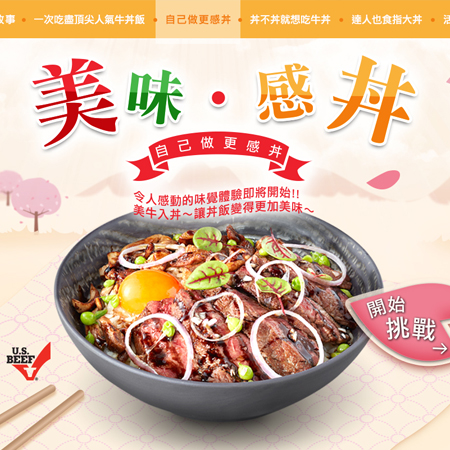 故事 • 一次吃盡頂尖人氣牛丼飯 • 自己做更感丼 • 丼不丼就想吃牛丼 • 達人也食指大丼 • 活
美味・感丼
自己做更感丼
令人感動的味覺體驗即將開始!!
美牛入丼～讓丼飯變得更加美味～
開始
挑戰
→
U.S.
BEEF
®